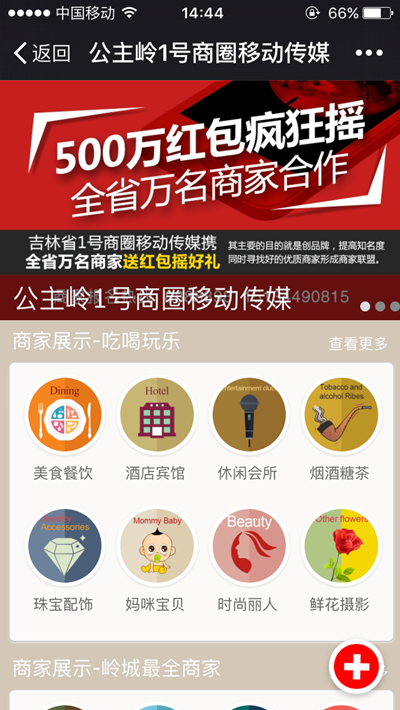 中国移动
14:44
66%
返回
公主岭1号商圈移动传媒
500万红包疯狂摇
全省万名商家合作
吉林省1号商圈移动传媒携
全省万名商家送红包摇好礼
其主要的目的就是创品牌，提高知名度
同时寻找好的优质商家形成商家联盟。
公主岭1号商圈移动传媒
490815
商家展示-吃喝玩乐
查看更多
Dining
Hotel
Entertainment club
Tobacco and
alcohol Ribes
美食餐饮
酒店宾馆
休闲会所
烟酒糖茶
Accessories
Mommy Baby
Beauty
Other flowers
珠宝配饰
妈咪宝贝
时尚丽人
鲜花摄影
商家展示-岭城最全商家